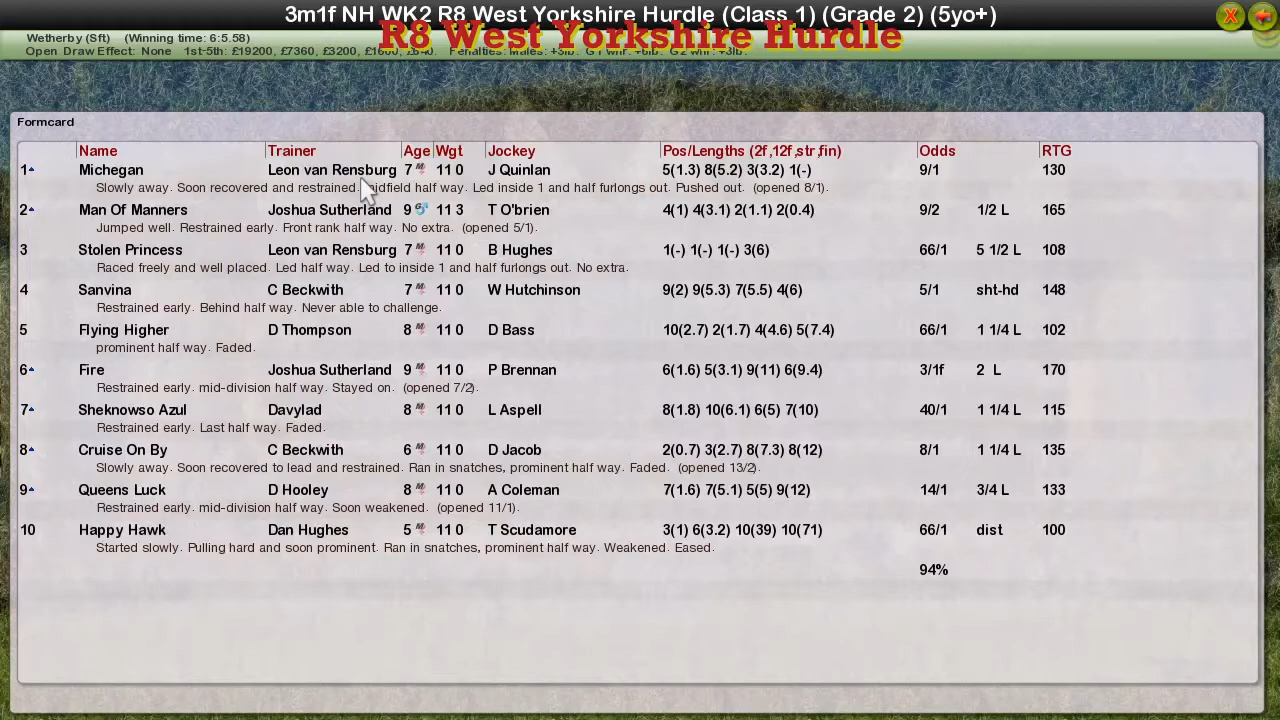 3m1f NH WK2 R8 West Yorkshire Hurdle (Class 1) (Grade 2) (5yo+)
R8 West Yorkshire Hurdle
Wetherby (Sft) (Winning time: 6:5.58)
Open Draw Effect: None 1st-5th: £19200, £7360, £3200, £1600, £640. Penalties: Males: +3lb. G1 wnr: +6lb. G2 wnr: +3lb.
Formcard
Name Trainer Age Wgt Jockey Pos/Lengths (2f,12f,str,fin) Odds RTG
1 Michegan Leon van Rensburg 7 11 0 J Quinlan 5(1.3) 8(5.2) 3(3.2) 1(-) 9/1 130
Slowly away. Soon recovered and restrained. midfield half way. Led inside 1 and half furlongs out. Pushed out. (opened 8/1).
2 Man Of Manners Joshua Sutherland 9 11 3 T O'brien 4(1) 4(3.1) 2(1.1) 2(0.4) 9/2 1/2 L 165
Jumped well. Restrained early. Front rank half way. No extra. (opened 5/1).
3 Stolen Princess Leon van Rensburg 7 11 0 B Hughes 1(-) 1(-) 1(-) 3(6) 66/1 5 1/2 L 108
Raced freely and well placed. Led half way. Led to inside 1 and half furlongs out. No extra.
4 Sanvina C Beckwith 7 11 0 W Hutchinson 9(2) 9(5.3) 7(5.5) 4(6) 5/1 sht-hd 148
Restrained early. Behind half way. Never able to challenge.
5 Flying Higher D Thompson 8 11 0 D Bass 10(2.7) 2(1.7) 4(4.6) 5(7.4) 66/1 1 1/4 L 102
prominent half way. Faded.
6 Fire Joshua Sutherland 9 11 0 P Brennan 6(1.6) 5(3.1) 9(11) 6(9.4) 3/1f 2 L 170
Restrained early. mid-division half way. Stayed on. (opened 7/2).
7 Sheknowso Azul Davylad 8 11 0 L Aspell 8(1.8) 10(6.1) 6(5) 7(10) 40/1 1 1/4 L 115
Restrained early. Last half way. Faded.
8 Cruise On By C Beckwith 6 11 0 D Jacob 2(0.7) 3(2.7) 8(7.3) 8(12) 8/1 1 1/4 L 135
Slowly away. Soon recovered to lead and restrained. Ran in snatches, prominent half way. Faded. (opened 13/2).
9 Queens Luck D Hooley 8 11 0 A Coleman 7(1.6) 7(5.1) 5(5) 9(12) 14/1 3/4 L 133
Restrained early. mid-division half way. Soon weakened. (opened 11/1).
10 Happy Hawk Dan Hughes 5 11 0 T Scudamore 3(1) 6(3.2) 10(39) 10(71) 66/1 dist 100
Started slowly. Pulling hard and soon prominent. Ran in snatches, prominent half way. Weakened. Eased.
94%